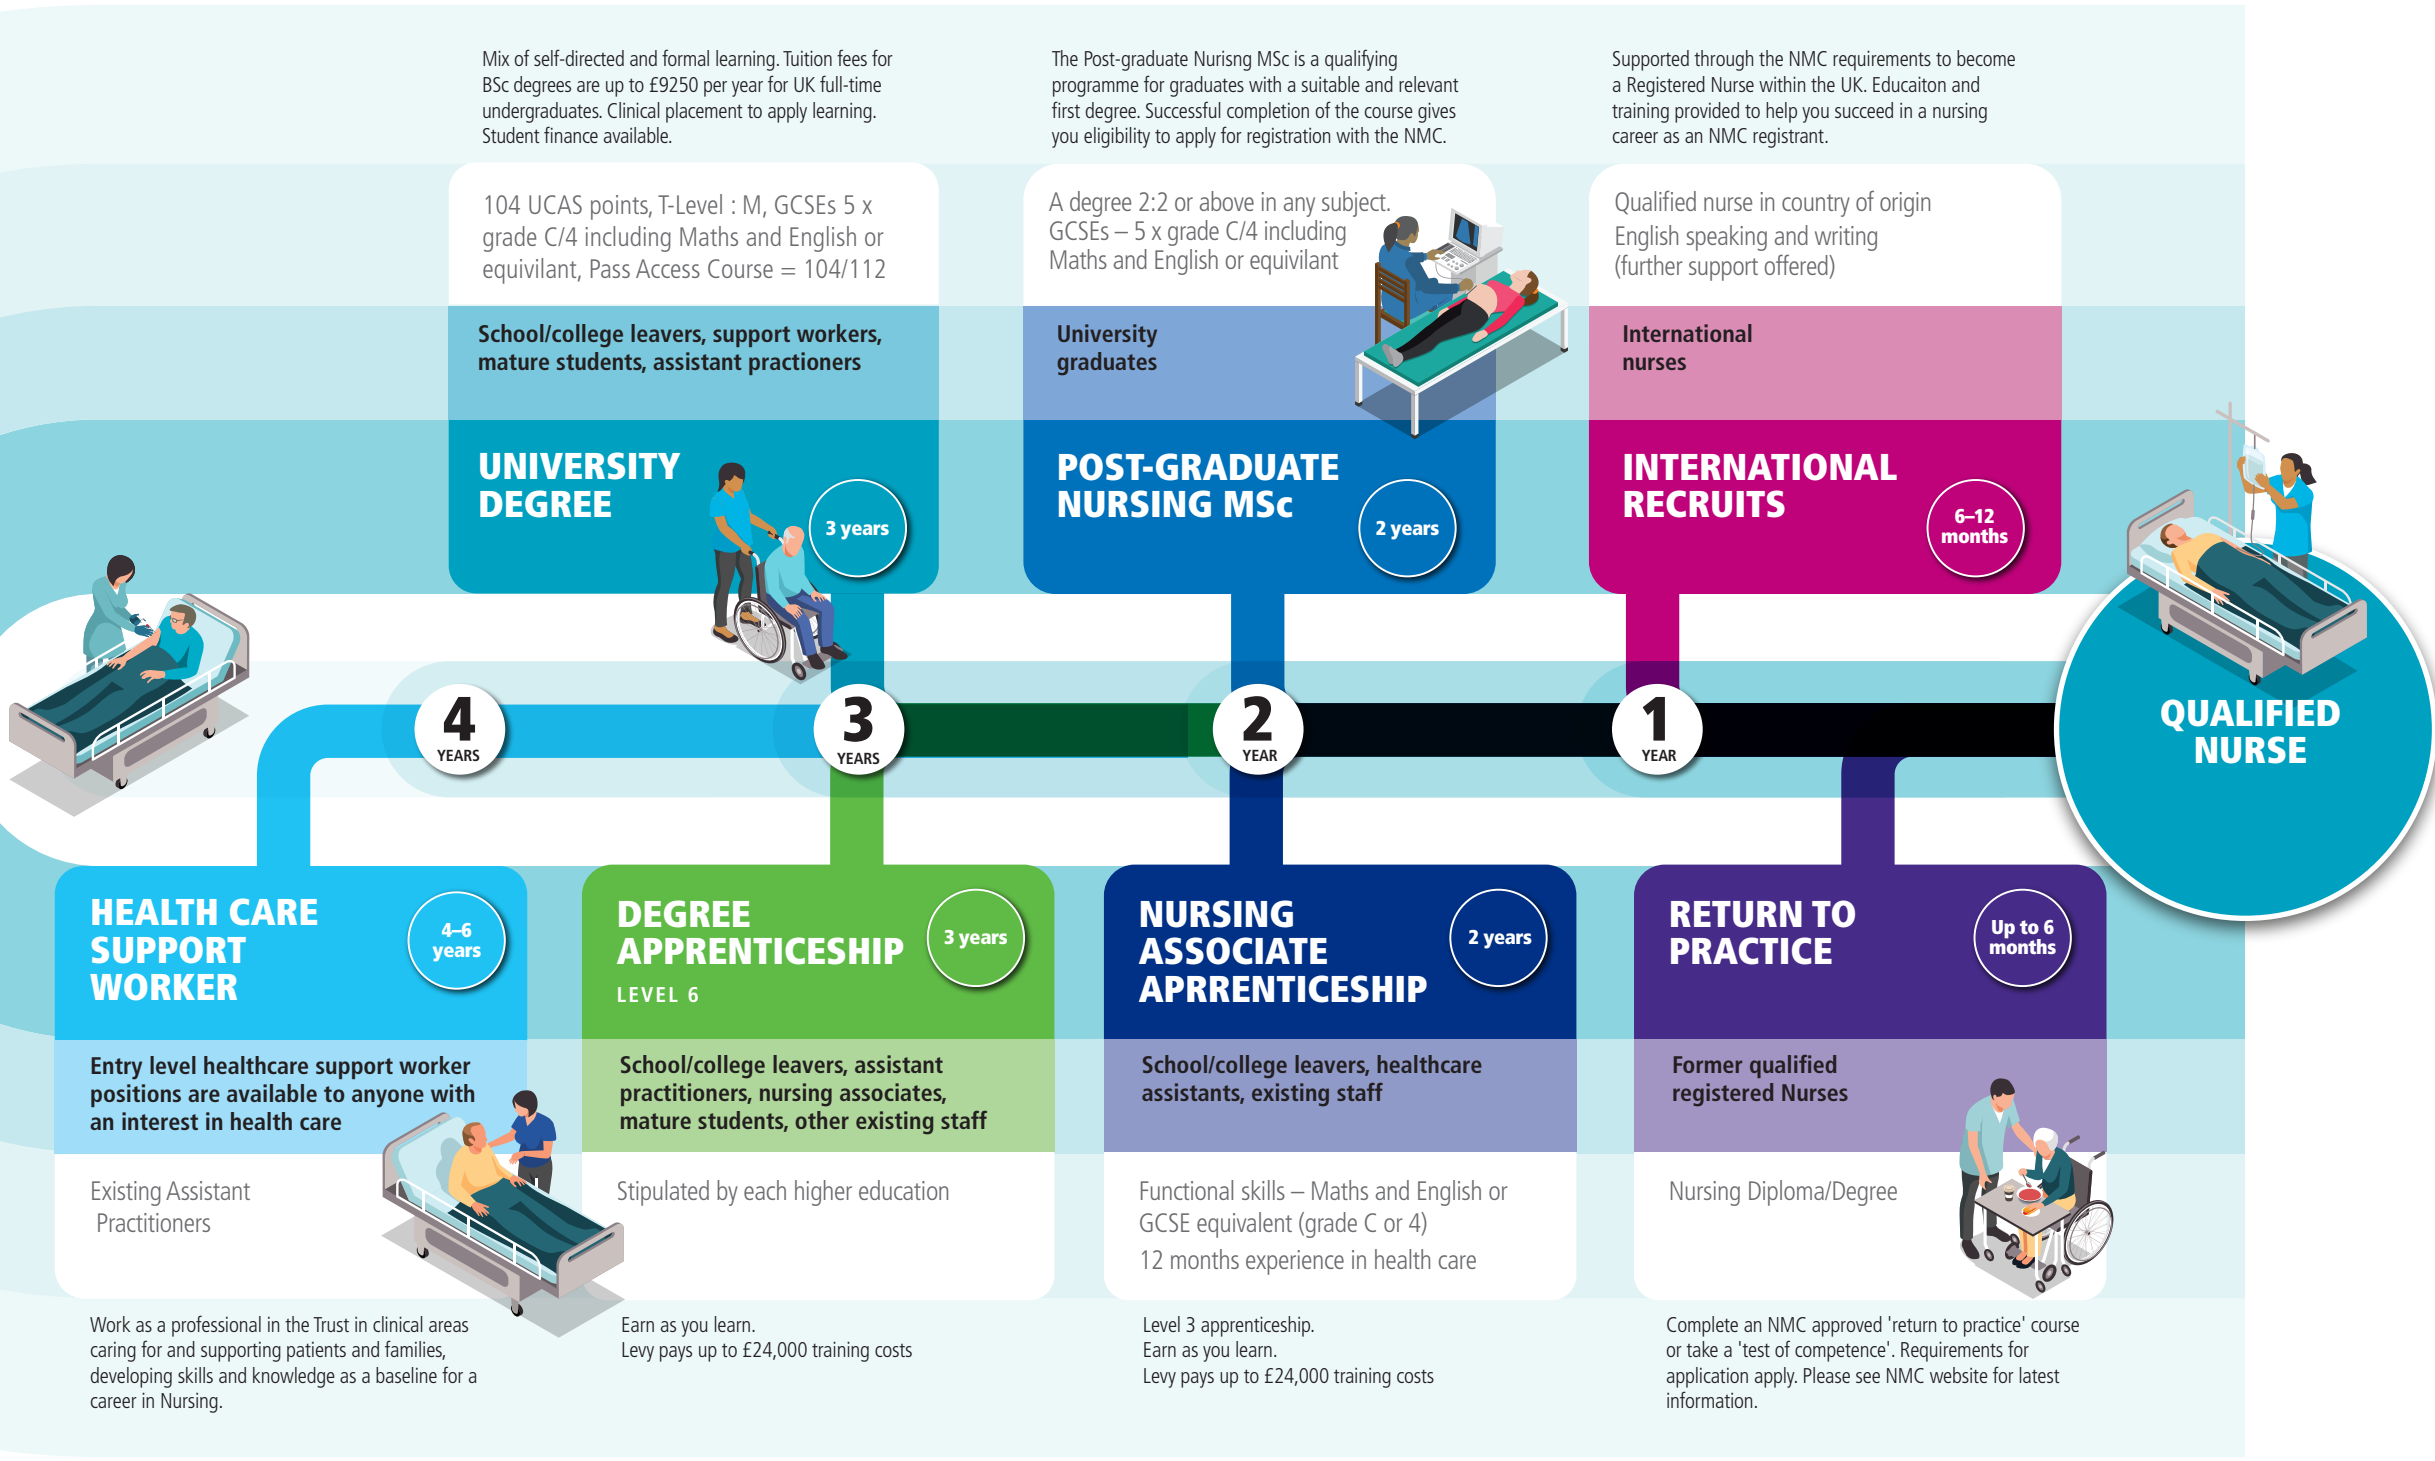 Mix of self-directed and formal learning. Tuition fees for
BSc degrees are up to £9250 per year for UK full-time
undergraduates. Clinical placement to apply learning.
Student finance available.
104 UCAS points, T-Level : M, GCSEs 5 x
grade C/4 including Maths and English or
equivilant, Pass Access Course = 104/112
School/college leavers, support workers,
mature students, assistant practioners
UNIVERSITY
DEGREE
3 years
The Post-graduate Nurisng MSc is a qualifying
programme for graduates with a suitable and relevant
first degree. Successful completion of the course gives
you eligibility to apply for registration with the NMC.
A degree 2:2 or above in any subject.
GCSEs – 5 x grade C/4 including
Maths and English or equivilant
University
graduates
POST-GRADUATE
NURSING MSc
2 years
Supported through the NMC requirements to become
a Registered Nurse within the UK. Educaiton and
training provided to help you succeed in a nursing
career as an NMC registrant.
Qualified nurse in country of origin
English speaking and writing
(further support offered)
International
nurses
INTERNATIONAL
RECRUITS
6–12
months
4
YEARS
3
YEARS
2
YEAR
1
YEAR
QUALIFIED
NURSE
HEALTH CARE
SUPPORT
WORKER
4–6
years
Entry level healthcare support worker
positions are available to anyone with
an interest in health care
Existing Assistant
Practitioners
Work as a professional in the Trust in clinical areas
caring for and supporting patients and families,
developing skills and knowledge as a baseline for a
career in Nursing.
DEGREE
APPRENTICESHIP
LEVEL 6
3 years
School/college leavers, assistant
practitioners, nursing associates,
mature students, other existing staff
Stipulated by each higher education
Earn as you learn.
Levy pays up to £24,000 training costs
NURSING
ASSOCIATE
APRRENTICESHIP
2 years
School/college leavers, healthcare
assistants, existing staff
Functional skills – Maths and English or
GCSE equivalent (grade C or 4)
12 months experience in health care
Level 3 apprenticeship.
Earn as you learn.
Levy pays up to £24,000 training costs
RETURN TO
PRACTICE
Up to 6
months
Former qualified
registered Nurses
Nursing Diploma/Degree
Complete an NMC approved 'return to practice' course
or take a 'test of competence'. Requirements for
application apply. Please see NMC website for latest
information.